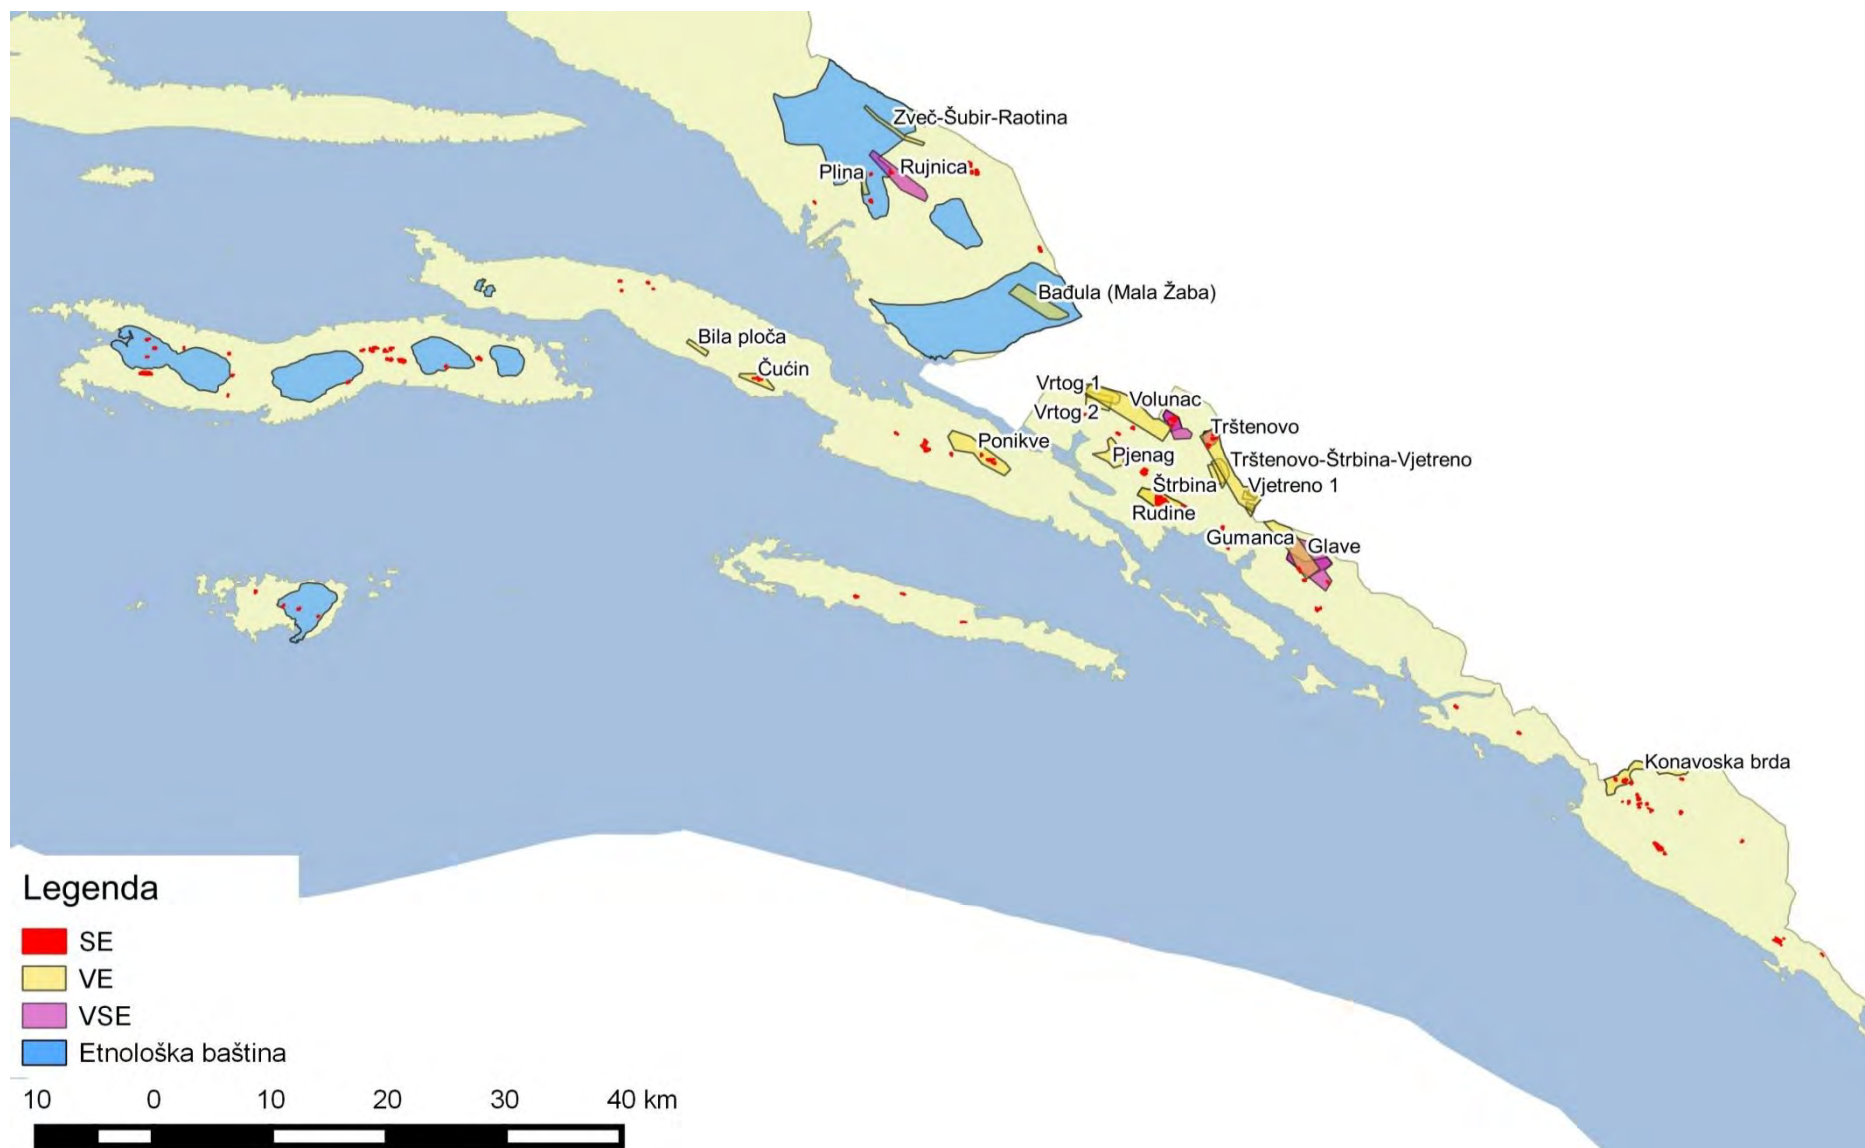 Zveč-Šubir-Raotina
Plina
Rujnica
Bađula (Mala Žaba)
Bila ploča
Čućin
Vrtog 1
Volunac
Vrtog 2
Trštenovo
Ponikve
Pjenag
Trštenovo-Štrbina-Vjetreno
Štrbina
Vjetreno 1
Rudine
Gumanca
Glave
Konavoska brda
Legenda
SE
VE
VSE
Etnološka baština
10 0 10 20 30 40 km